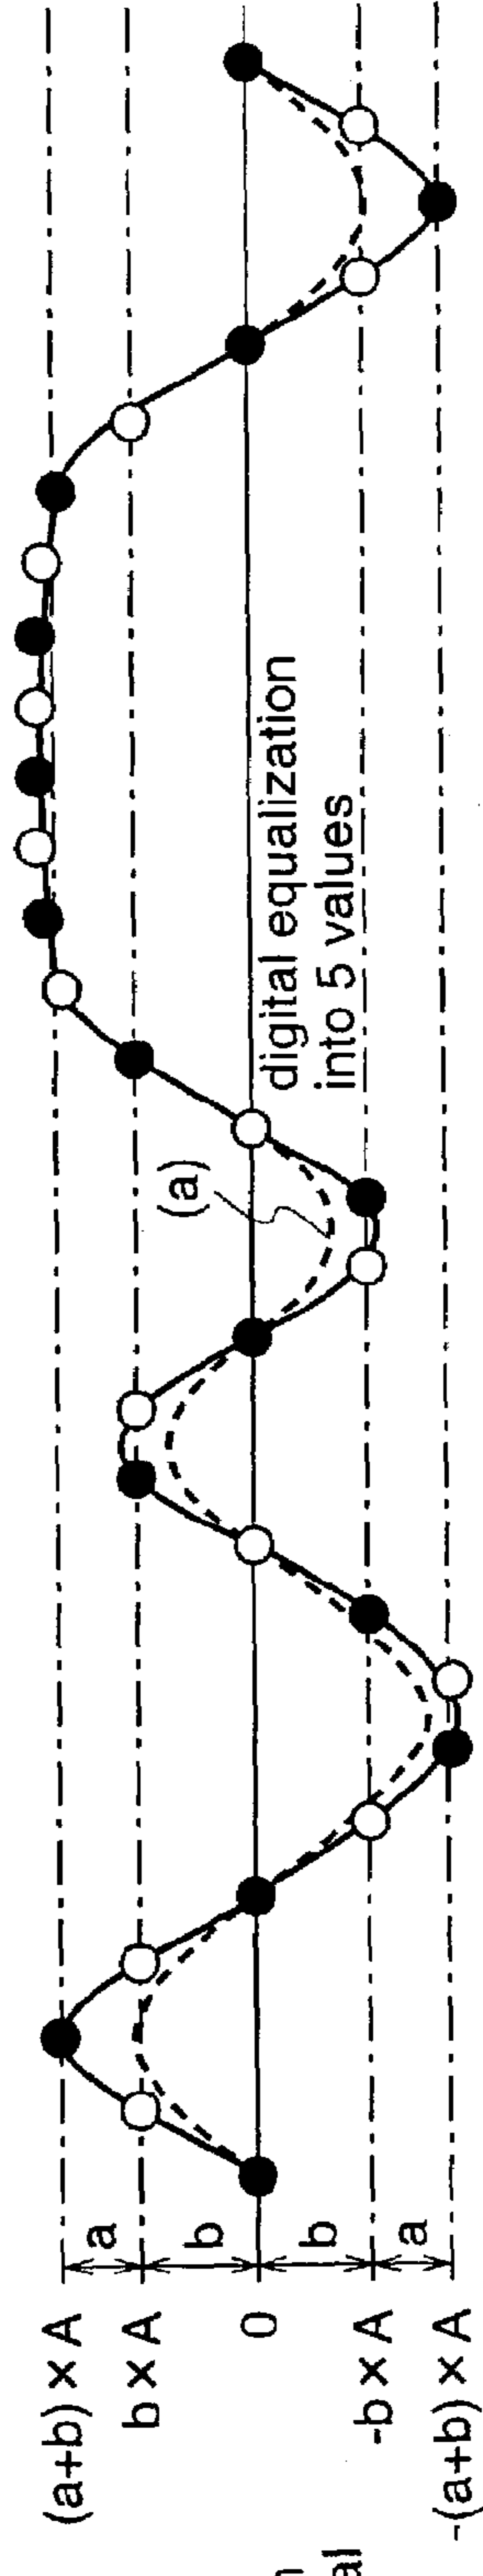 (a+b) × A
a
b × A
b
0
b
-b × A
a
-(a+b) × A
(a)
digital equalization
into 5 values